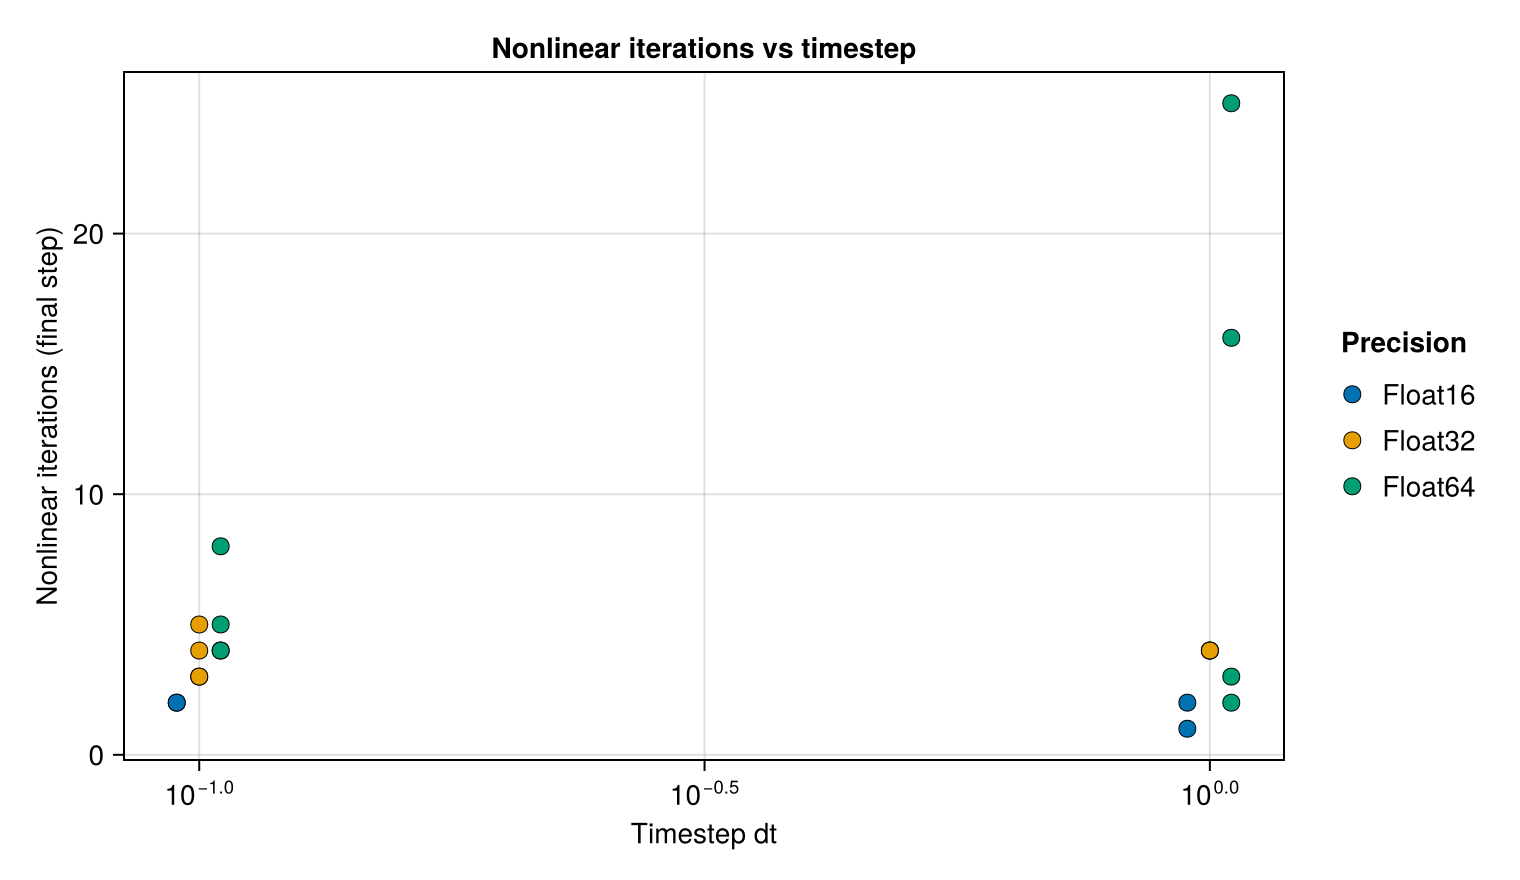 Nonlinear iterations vs timestep
Nonlinear iterations (final step)
20
10
0
10^−1.0
10^−0.5
10^0.0
Timestep dt
Precision
Float16
Float32
Float64